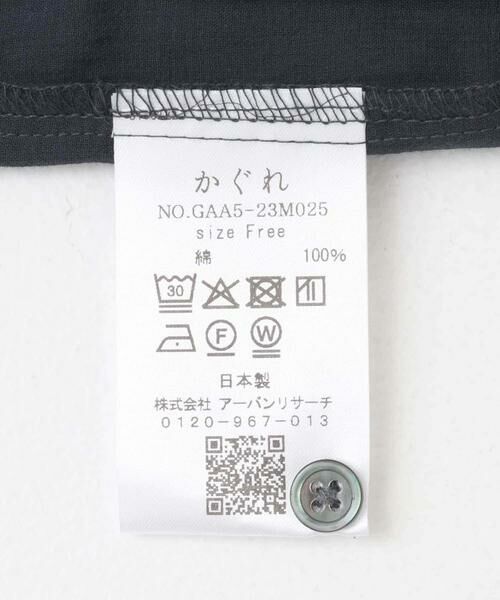 かぐれ
NO.GAA5-23M025
size Free
綿 100%
30
F W
日本製
株式会社 アーバンリサーチ
0120-967-013